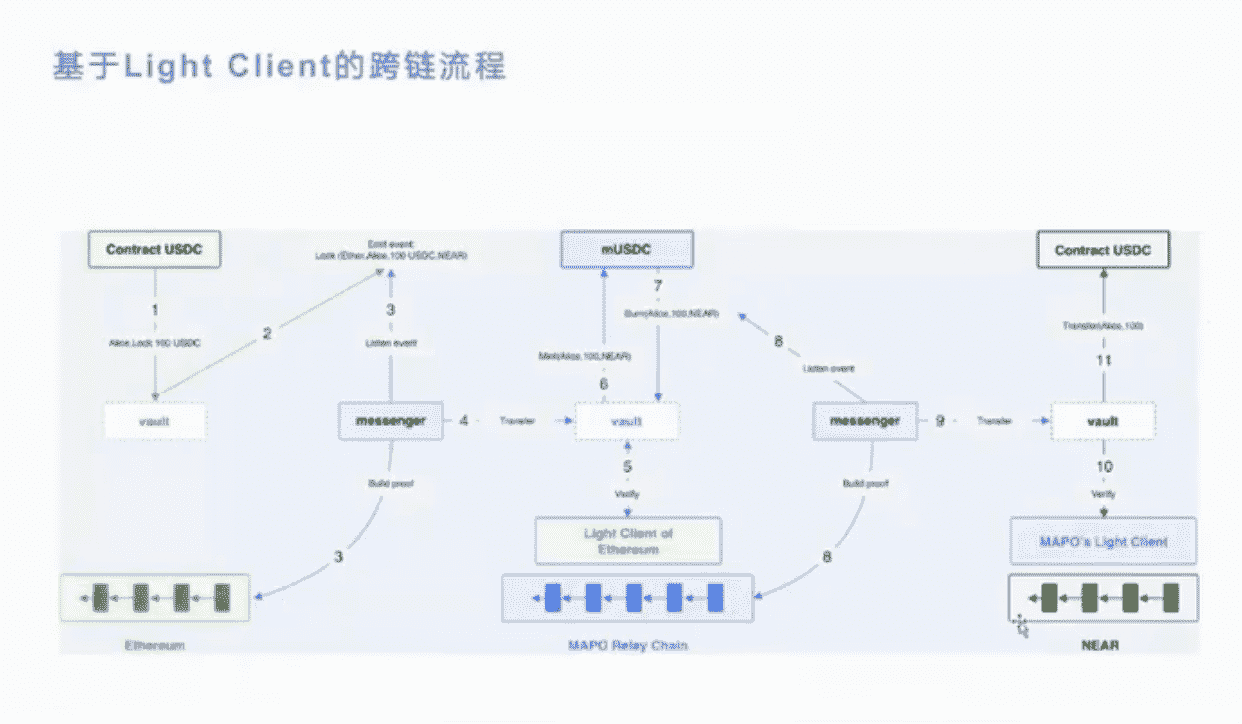 基于Light Client的跨链流程
Contract USDC
Emit event:
Lock (Ether,Alice,100 USDC,NEAR)
mUSDC
Contract USDC
1
Alice,Lock 100 USDC
2
3
Listen event
7
Burn(Alice,100,NEAR)
Mint(Alice,100,NEAR)
6
8
Listen event
Transfer(Alice,100)
11
vault
messenger
4
Transfer
vault
messenger
9
Transfer
vault
Build proof
5
Verify
Build proof
10
Verify
Light Client of
Ethereum
MAPO's Light Client
3
8
Ethereum
MAPO Relay Chain
NEAR